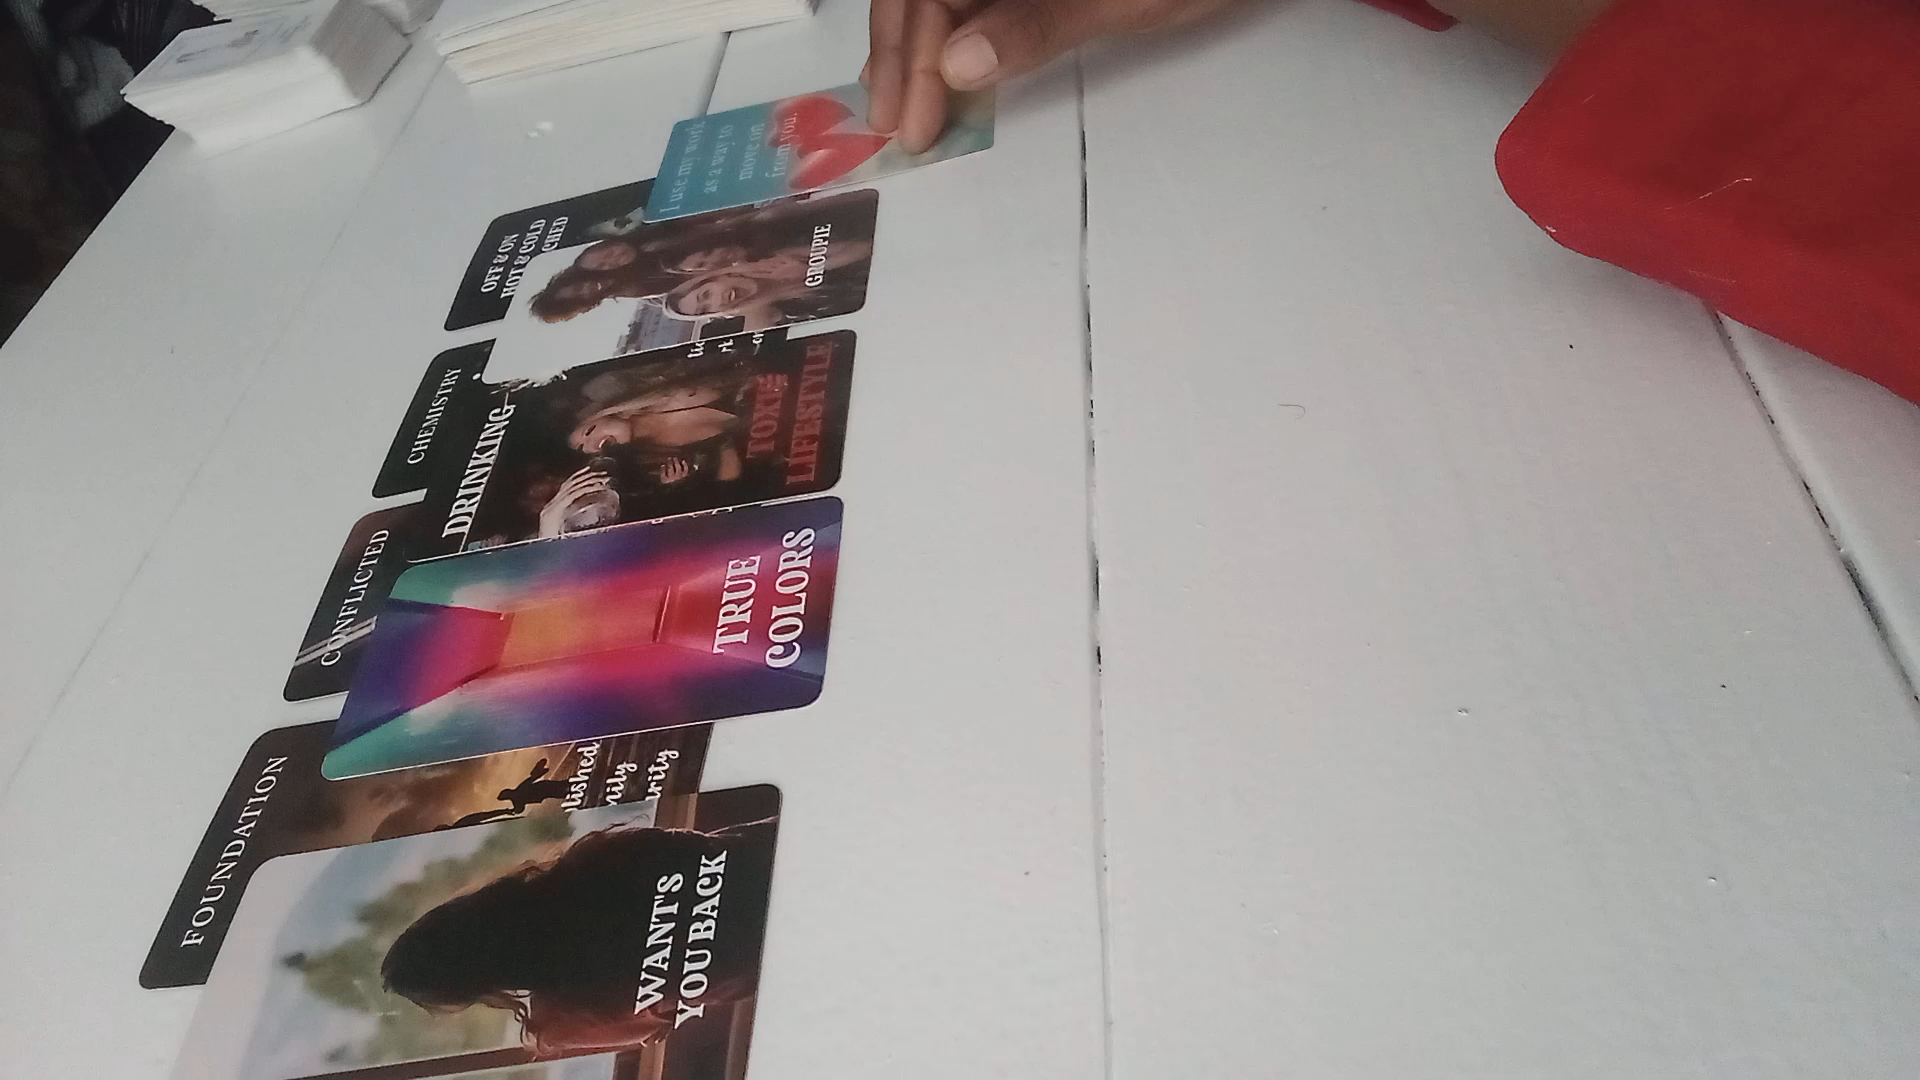 I use my work
as a way to
move on
from you.
OFF & ON
HOT & COLD
GROUPIE
CHEMISTRY
DRINKING
TOXIC
LIFESTYLE
CONFLICTED
TRUE
COLORS
FOUNDATION
WANT'S
YOU BACK